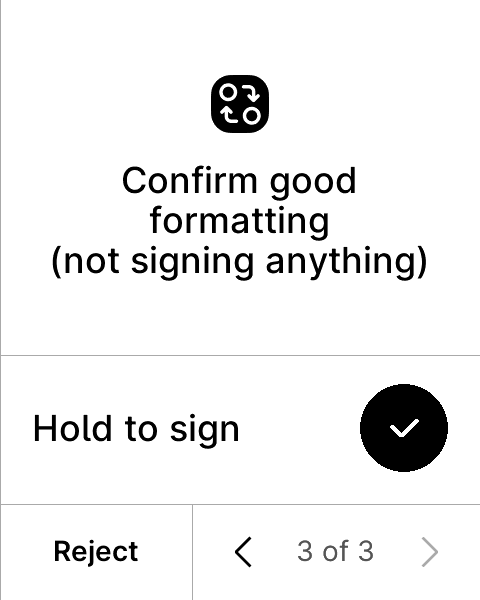 Confirm good
formatting
(not signing anything)
Hold to sign
Reject
3 of 3